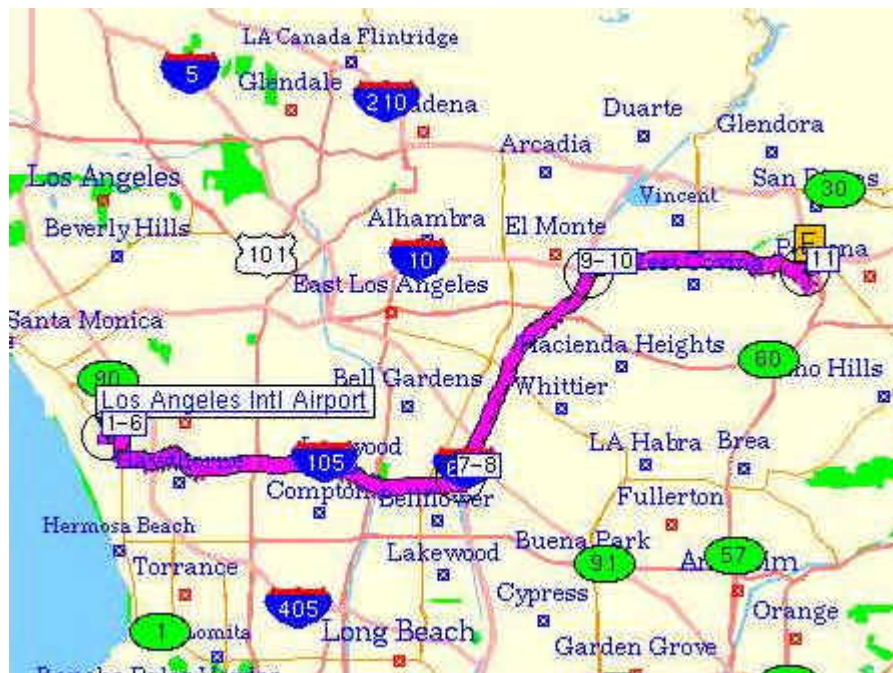 LA Canada Flintridge
5
Glendale
210
Duarte
Glendora
Arcadia
Los Angeles
Vincent
30
Beverly Hills
Alhambra
El Monte
101
10
9-10
11
East Los Angeles
Santa Monica
Hacienda Heights
60
90
Bell Gardens
Whittier
Los Angeles Intl Airport
1-6
LA Habra
Brea
105
7-8
Compton
Bellflower
Fullerton
Hermosa Beach
Lakewood
Buena Park
91
57
Torrance
Cypress
405
Orange
1
Lomita
Long Beach
Garden Grove